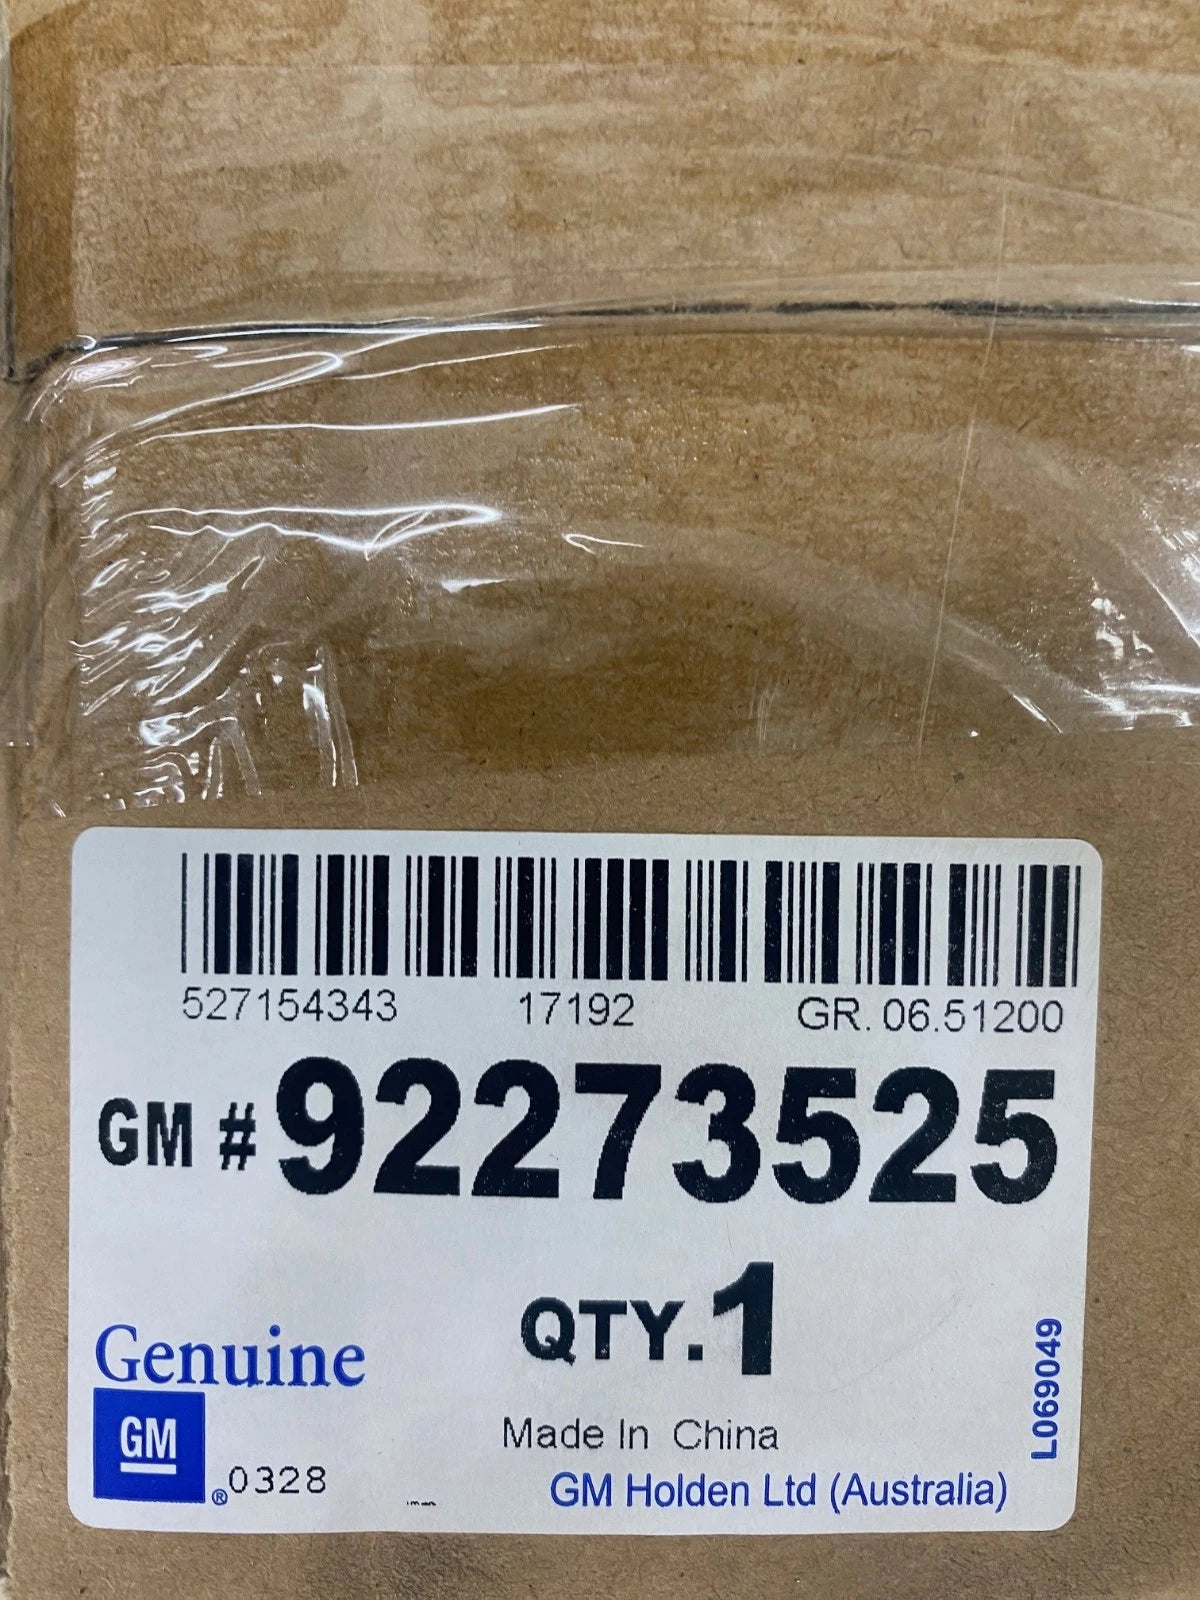 527154343 17192 GR. 06.51200
GM # 92273525
QTY. 1
Genuine
GM
® 0328
Made In China
GM Holden Ltd (Australia)
L069049